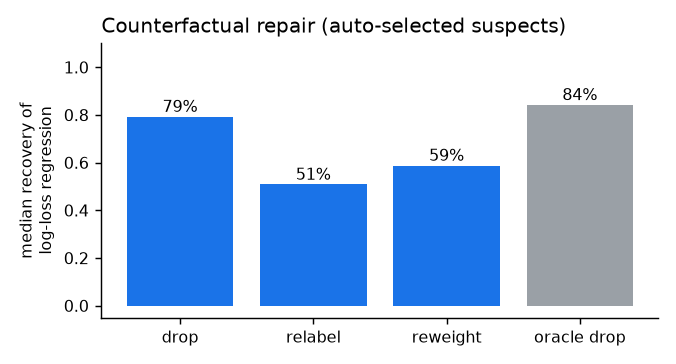 Counterfactual repair (auto-selected suspects)
median recovery of
log-loss regression
1.0
0.8
0.6
0.4
0.2
0.0
79%
51%
59%
84%
drop
relabel
reweight
oracle drop